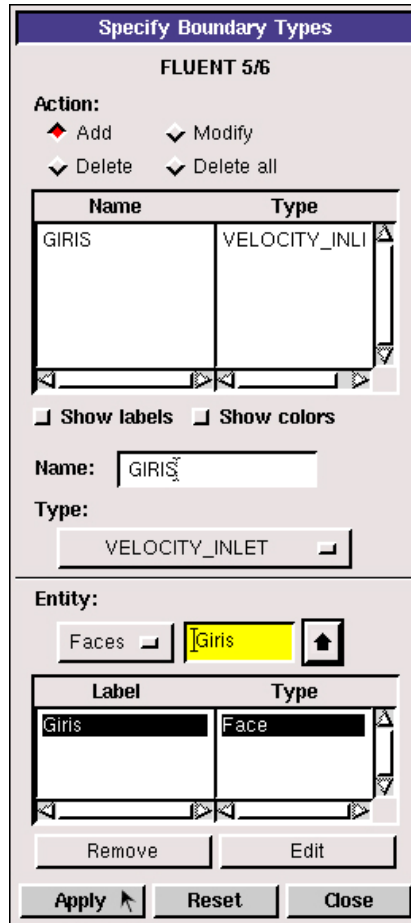 Specify Boundary Types
FLUENT 5/6
Action:
Add Modify
Delete Delete all
Name Type
GIRIS VELOCITY_INLI
Show labels Show colors
Name: GIRIS
Type:
VELOCITY_INLET
Entity:
Faces Giris
Label Type
Giris Face
Remove Edit
Apply Reset Close